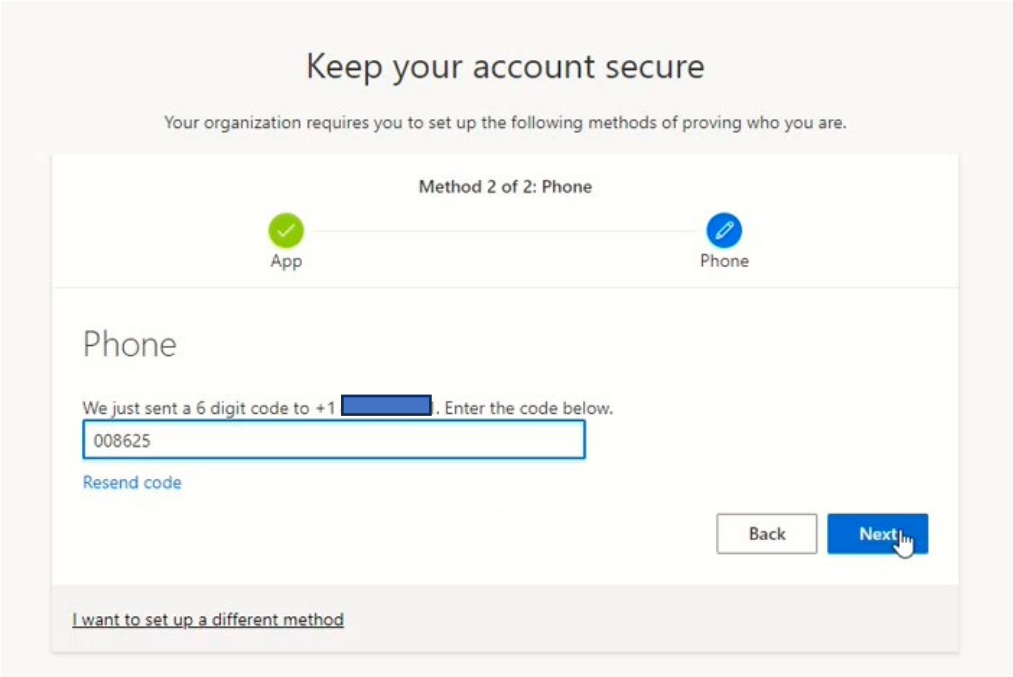 Keep your account secure
Your organization requires you to set up the following methods of proving who you are.
Method 2 of 2: Phone
App
Phone
Phone
We just sent a 6 digit code to +1 . Enter the code below.
008625
Resend code
Back
Next
I want to set up a different method